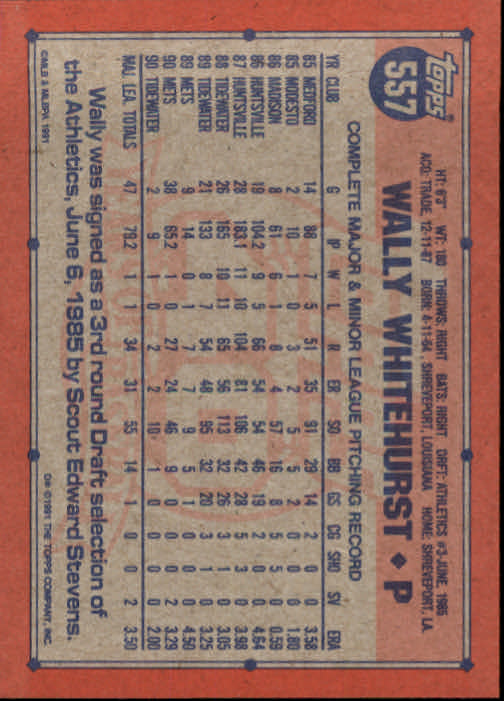 TOPPS
557
HT: 6'3" WT: 180 THROWS: RIGHT BATS: RIGHT DRFT: ATHLETICS #3-JUNE, 1985
ACQ: TRADE, 12-11-87 BORN: 4-11-64, SHREVEPORT, LOUISIANA HOME: SHREVEPORT, LA.
WALLY WHITEHURST ♦ P
COMPLETE MAJOR & MINOR LEAGUE PITCHING RECORD
YR CLUB G IP W L R ER SO BB GS CG SHO SV ERA
85 MEDFORD 14 88 7 5 51 35 91 29 14 2 0 0 3.58
85 MODESTO 2 10 1 0 3 2 5 5 2 0 0 0 1.80
86 MADISON 8 61 6 1 8 4 57 16 8 5 0 0.59
86 HUNTSVILLE 19 104.2 9 5 66 54 54 46 19 2 0 0 4.64
87 HUNTSVILLE 28 183.1 11 10 104 81 106 42 28 5 3 0 3.98
88 TIDEWATER 26 165 10 11 65 56 113 32 26 3 1 0 3.05
89 TIDEWATER 21 133 8 7 54 48 95 32 20 3 1 0 3.25
89 METS 9 14 0 1 7 7 9 5 1 0 0 0 4.50
90 METS 38 65.2 1 0 27 24 46 9 0 0 0 2 3.29
90 TIDEWATER 2 9 1 0 2 2 10 1 0 0 0 0 2.00
MAJ. LEA. TOTALS 47 79.2 1 1 34 31 55 14 1 0 0 2 3.50
Wally was signed as a 3rd round Draft selection of
the Athletics, June 6, 1985 by Scout Edward Stevens.
©MLB & MLBPA 1991
D* © 1991 THE TOPPS COMPANY, INC.